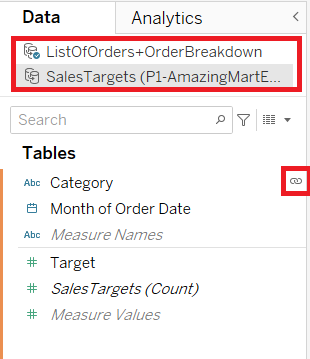 Data Analytics
ListOfOrders+OrderBreakdown
SalesTargets (P1-AmazingMartE...
Search
Tables
Abc Category
Month of Order Date
Abc Measure Names
Target
SalesTargets (Count)
Measure Values